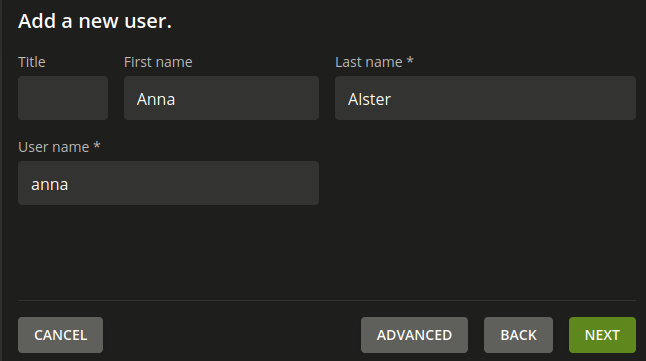 Add a new user.
Title First name Last name *
Anna Alster
User name *
anna
CANCEL ADVANCED BACK NEXT